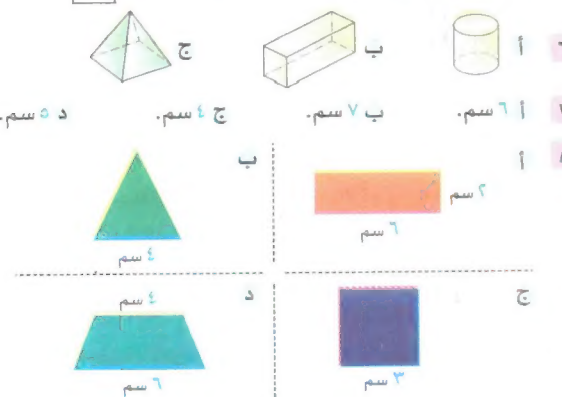 أ ب ج
أ ٦ سم. ب ٧ سم. ج ٤ سم. د ٥ سم.
أ ب
٢ سم
٦ سم
٤ سم
ج د
٤ سم
٣ سم
٦ سم